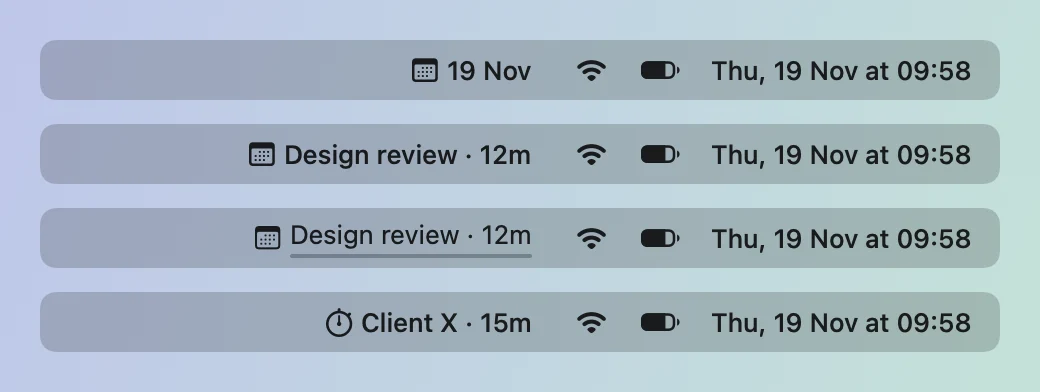 19 Nov Thu, 19 Nov at 09:58
Design review · 12m Thu, 19 Nov at 09:58
Design review · 12m Thu, 19 Nov at 09:58
Client X · 15m Thu, 19 Nov at 09:58